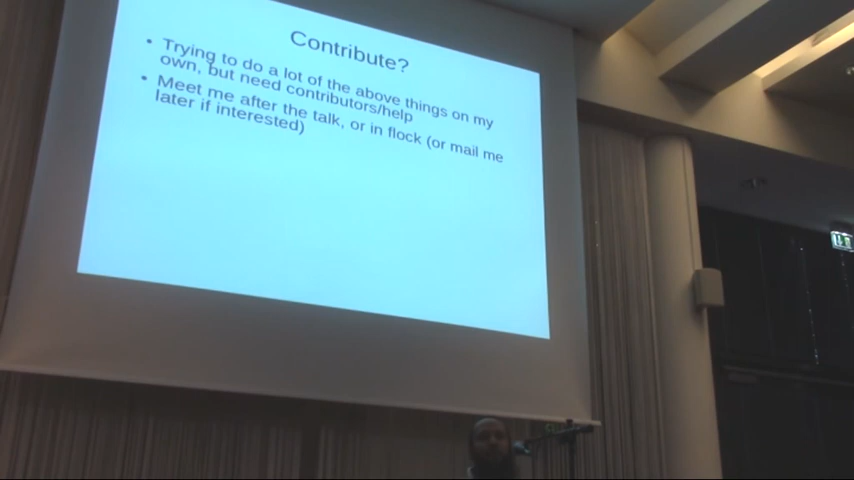 Contribute?
• Trying to do a lot of the above things on my
own, but need contributors/help
• Meet me after the talk, or in flock (or mail me
later if interested)